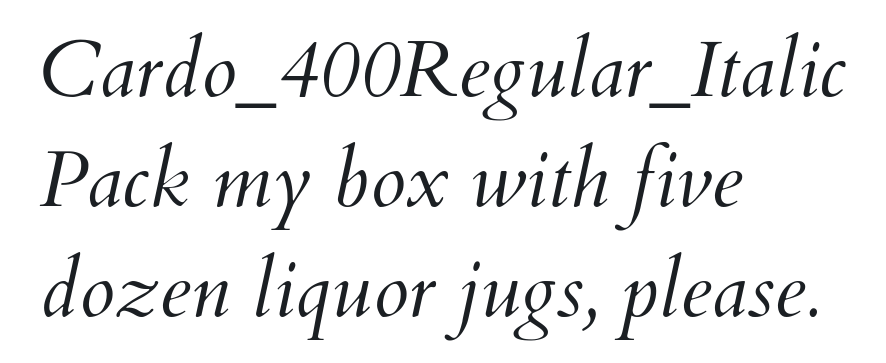 Cardo_400Regular_Italic
Pack my box with five
dozen liquor jugs, please.